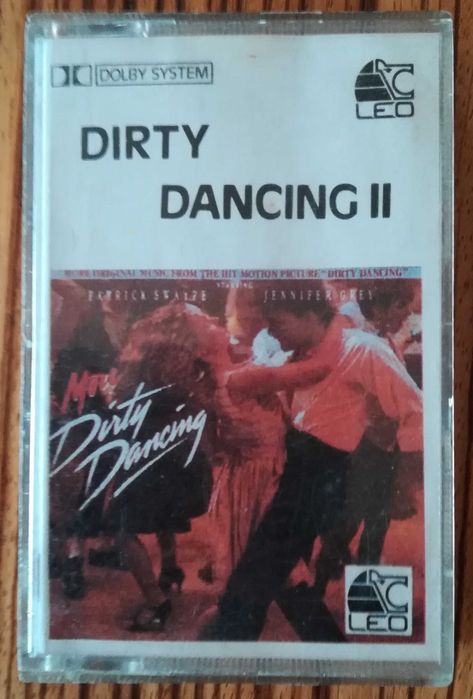 DOLBY SYSTEM
LEO
DIRTY
DANCING II
MORE ORIGINAL MUSIC FROM THE HIT MOTION PICTURE "DIRTY DANCING"
STARRING
PATRICK SWAYZE JENNIFER GREY
More
Dirty
Dancing
LEO